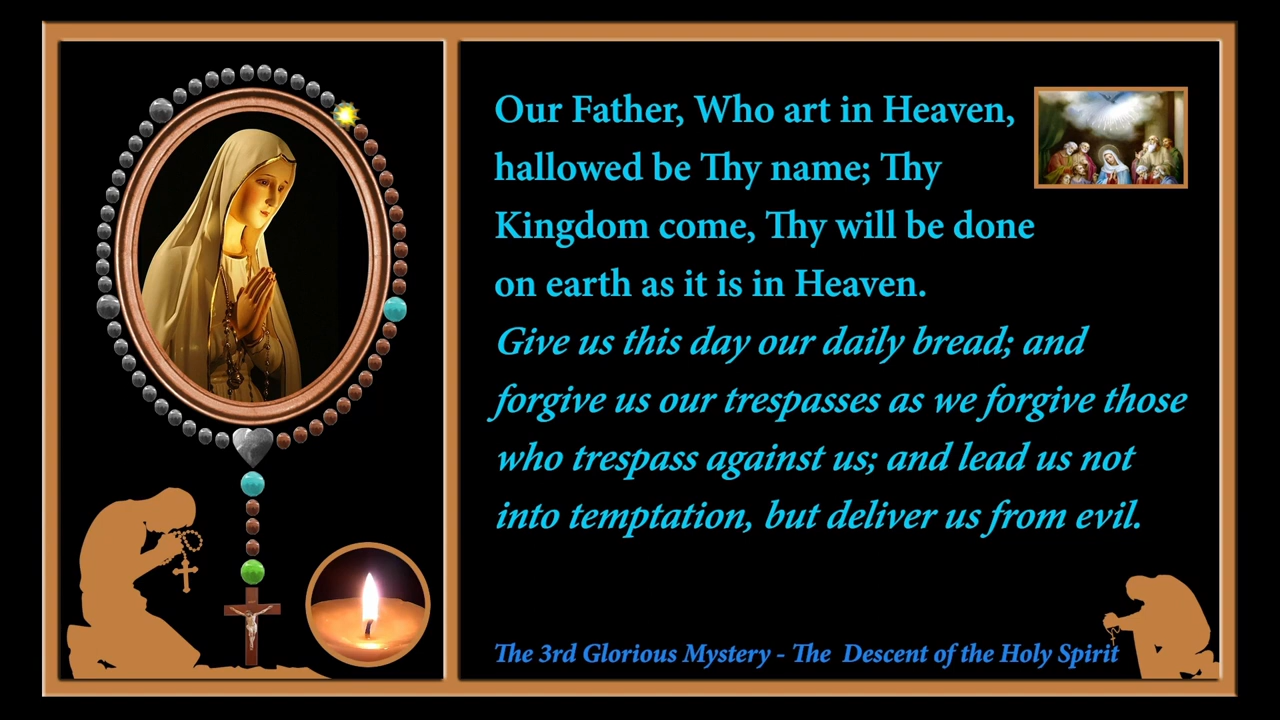 Our Father, Who art in Heaven,
hallowed be Thy name; Thy
Kingdom come, Thy will be done
on earth as it is in Heaven.
Give us this day our daily bread; and
forgive us our trespasses as we forgive those
who trespass against us; and lead us not
into temptation, but deliver us from evil.
The 3rd Glorious Mystery - The  Descent of the Holy Spirit